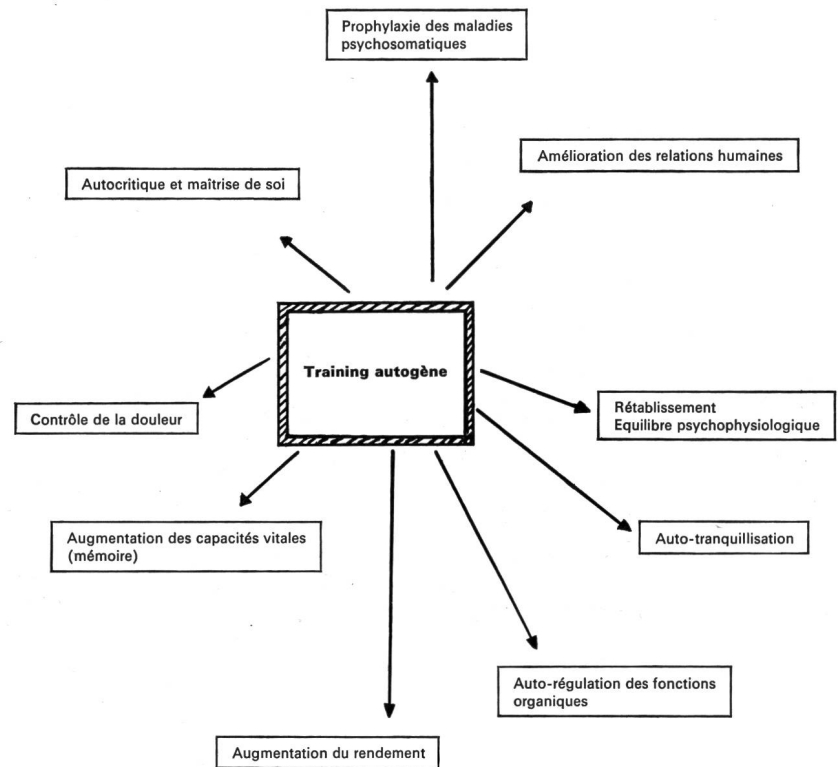 Prophylaxie des maladies
psychosomatiques
Amélioration des relations humaines
Autocritique et maîtrise de soi
Training autogène
Contrôle de la douleur
Rétablissement
Equilibre psychophysiologique
Augmentation des capacités vitales
(mémoire)
Auto-tranquillisation
Auto-régulation des fonctions
organiques
Augmentation du rendement